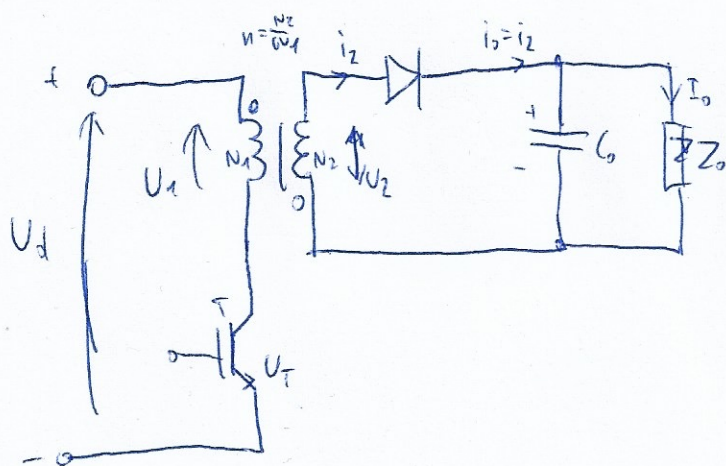 n = N2/N1
i2
i0 = i2
+
I0
N1
N2
U1
U2
+
-
C0
Z0
Ud
T
UT
-